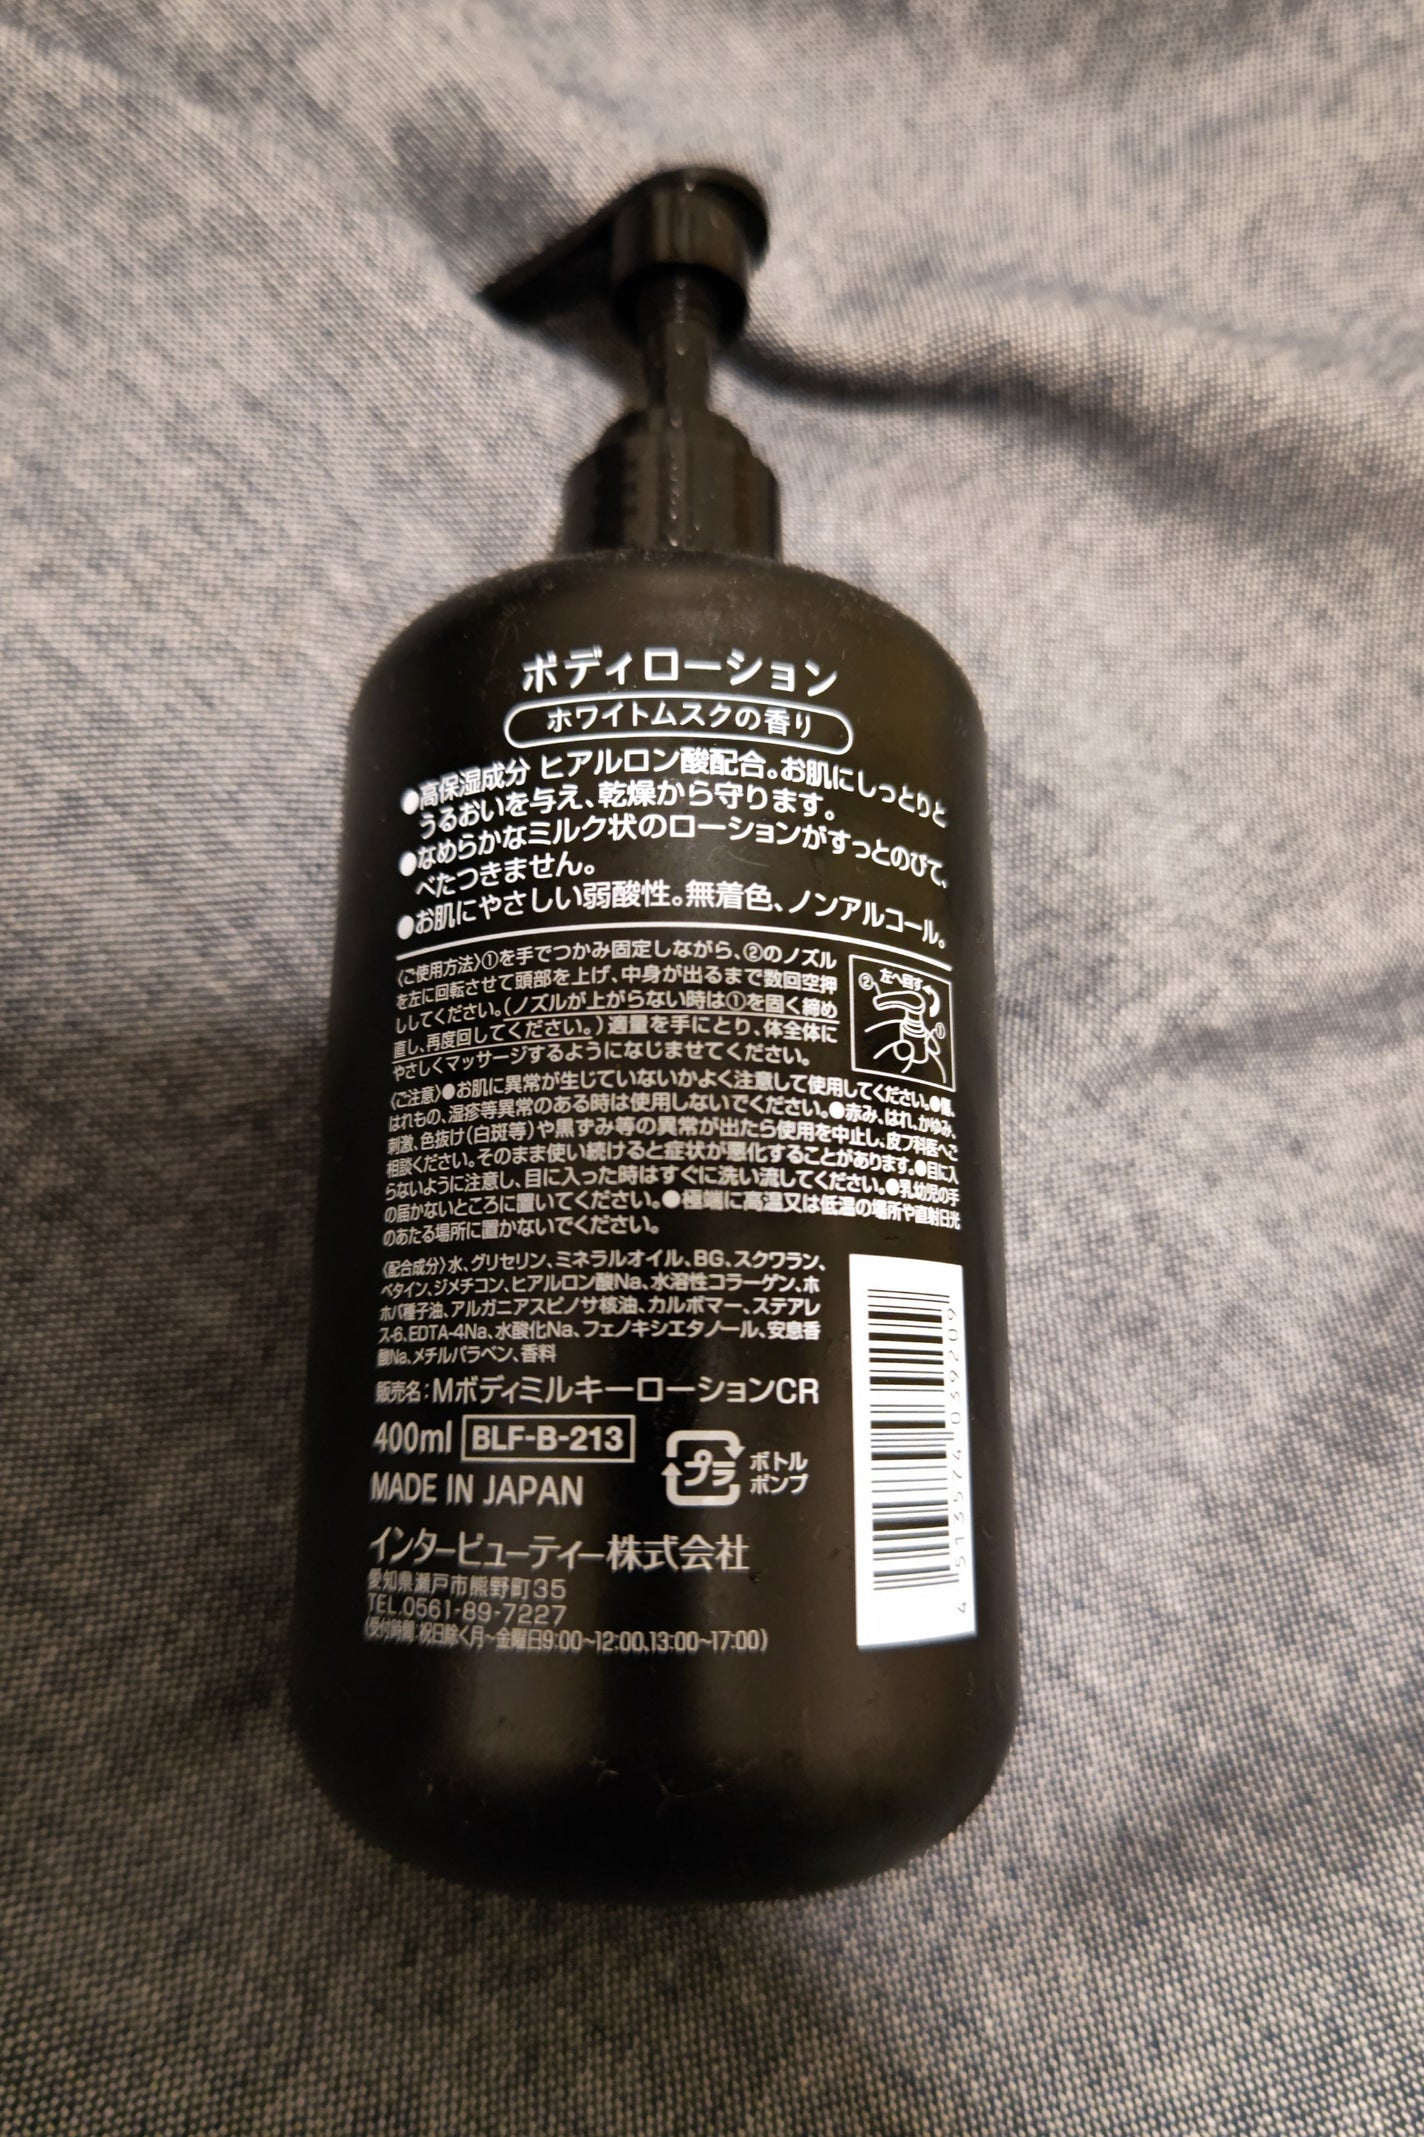 ボディローション
ホワイトムスクの香り
●高保湿成分 ヒアルロン酸配合。お肌にしっとりと
うるおいを与え、乾燥から守ります。
●なめらかなミルク状のローションがすっとのびて、
べたつきません。
●お肌にやさしい弱酸性。無着色、ノンアルコール。
〈ご使用方法〉①を手でつかみ固定しながら、②のノズル
を左に回転させて頭部を上げ、中身が出るまで数回空押
ししてください。(ノズルが上がらない時は①を固く締め
直し、再度回してください。)適量を手にとり、体全体に
やさしくマッサージするようになじませてください。
左へ回す
②
①
〈ご注意〉●お肌に異常が生じていないかよく注意して使用してください。●傷、
はれもの、湿疹等異常のある時は使用しないでください。●赤み、はれ、かゆみ、
刺激、色抜け(白斑等)や黒ずみ等の異常が出たら使用を中止し、皮フ科医へご
相談ください。そのまま使い続けると症状が悪化することがあります。●目に入
らないように注意し、目に入った時はすぐに洗い流してください。●乳幼児の手
の届かないところに置いてください。●極端に高温又は低温の場所や直射日光
のあたる場所に置かないでください。
〈配合成分〉水、グリセリン、ミネラルオイル、BG、スクワラン、
ベタイン、ジメチコン、ヒアルロン酸Na、水溶性コラーゲン、ホ
ホバ種子油、アルガニアスピノサ核油、カルボマー、ステアレ
ス-6、EDTA-4Na、水酸化Na、フェノキシエタノール、安息香
酸Na、メチルパラベン、香料
販売名：MボディミルキーローションCR
400ml BLF-B-213
プラ
ボトル
ポンプ
MADE IN JAPAN
インタービューティー株式会社
愛知県瀬戸市熊野町35
TEL.0561-89-7227
(受付時間：祝日除く月～金曜日9:00～12:00、13:00～17:00)
4 513574 039209